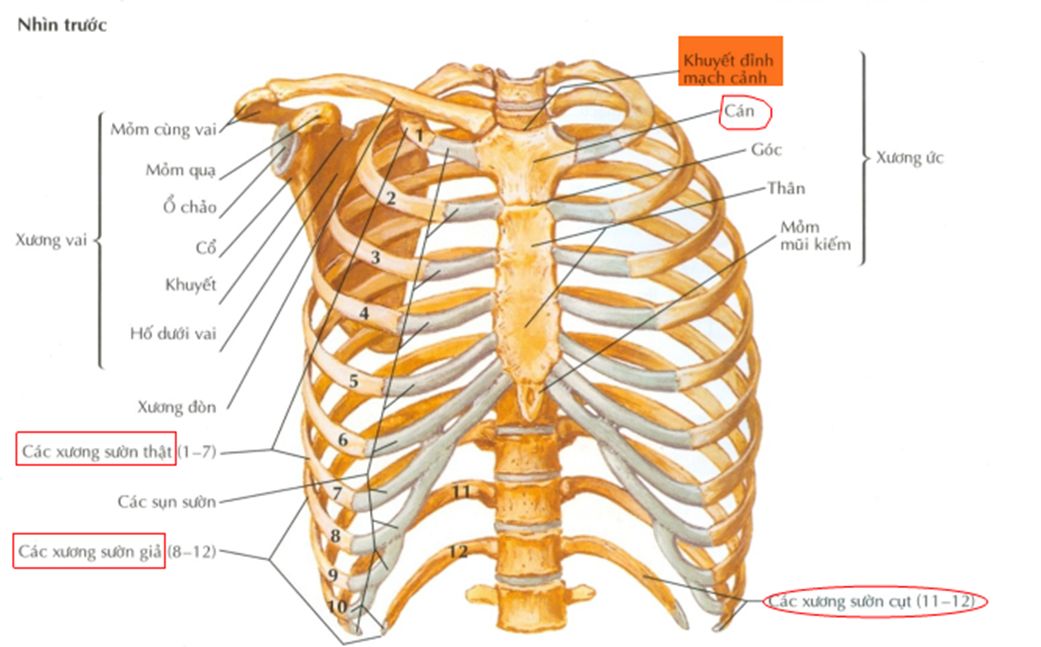 Nhìn trước
Khuyết đỉnh
mạch cảnh
Cán
Góc
Thân
Mỏm
mũi kiếm
Xương ức
Mỏm cùng vai
Mỏm quạ
Ổ chảo
Cổ
Khuyết
Hố dưới vai
Xương vai
Xương đòn
Các xương sườn thật (1–7)
Các sụn sườn
Các xương sườn giả (8–12)
Các xương sườn cụt (11–12)
1
2
3
4
5
6
7
8
9
10
11
12